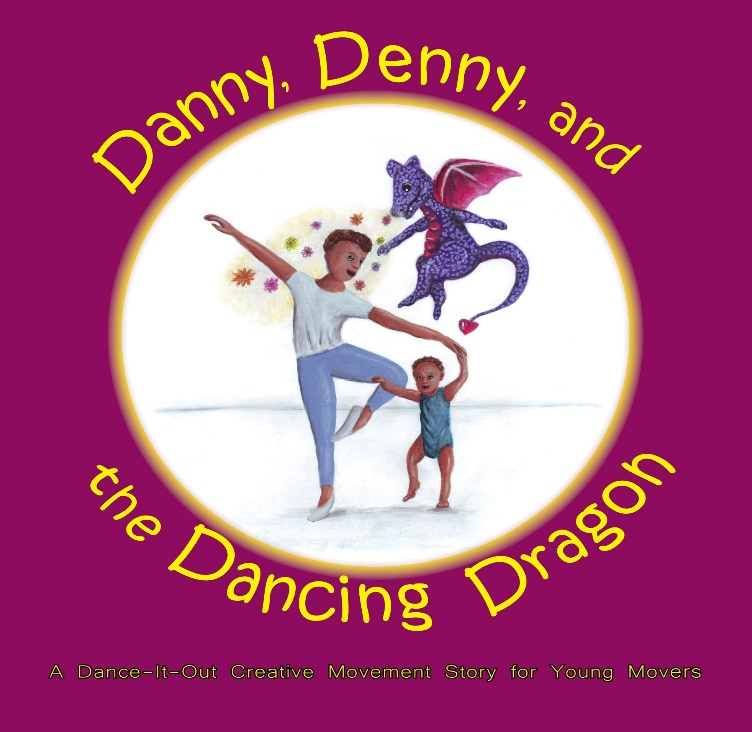 Danny, Denny, and
the Dancing Dragon
A Dance-It-Out Creative Movement Story for Young Movers